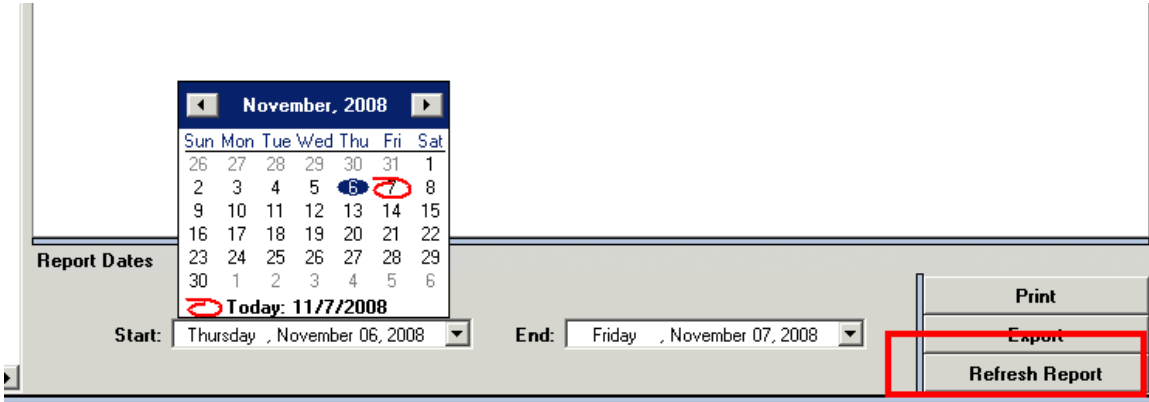 November, 2008
Sun Mon Tue Wed Thu Fri Sat
26 27 28 29 30 31 1
2 3 4 5 6 7 8
9 10 11 12 13 14 15
16 17 18 19 20 21 22
23 24 25 26 27 28 29
30 1 2 3 4 5 6
Today: 11/7/2008
Report Dates
Start: Thursday , November 06, 2008
End: Friday , November 07, 2008
Print
Export
Refresh Report